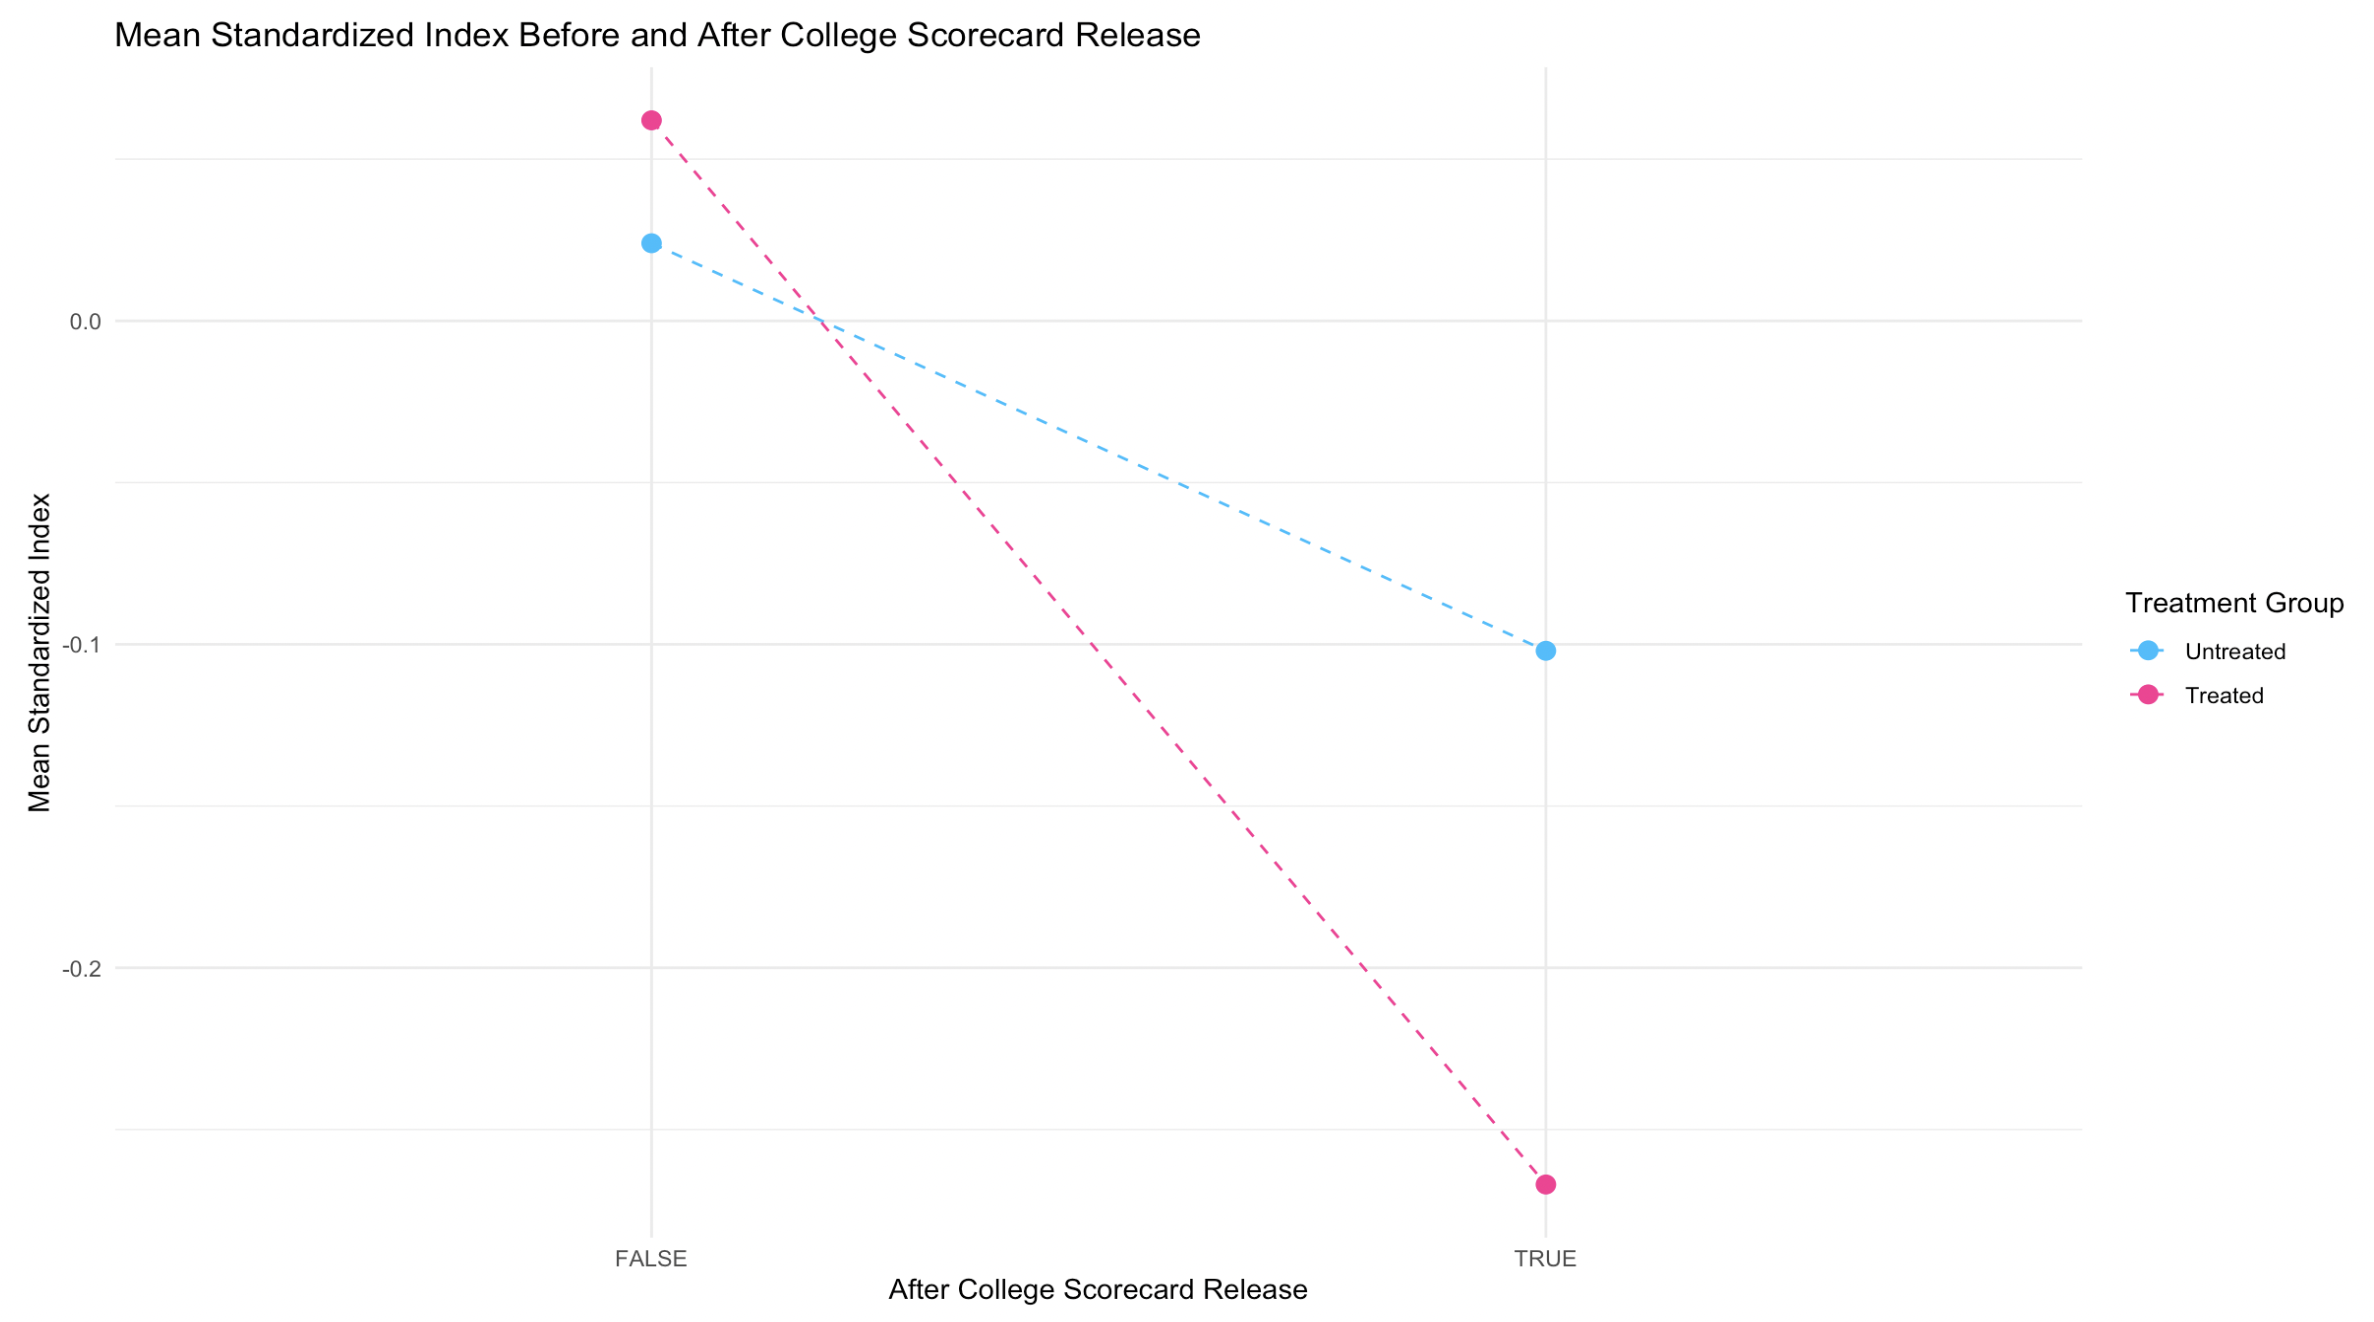 Mean Standardized Index Before and After College Scorecard Release
Mean Standardized Index
0.0
-0.1
-0.2
FALSE
TRUE
After College Scorecard Release
Treatment Group
Untreated
Treated